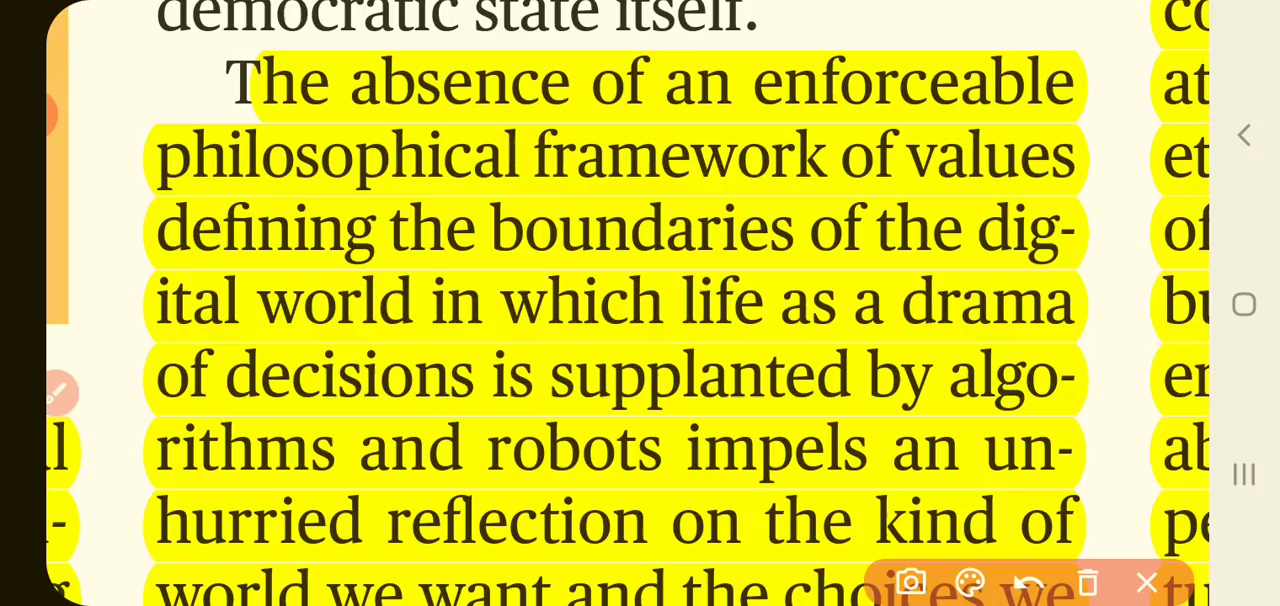 democratic state itself.
The absence of an enforceable
philosophical framework of values
defining the boundaries of the dig-
ital world in which life as a drama
of decisions is supplanted by algo-
rithms and robots impels an un-
hurried reflection on the kind of
world we want and the choices we